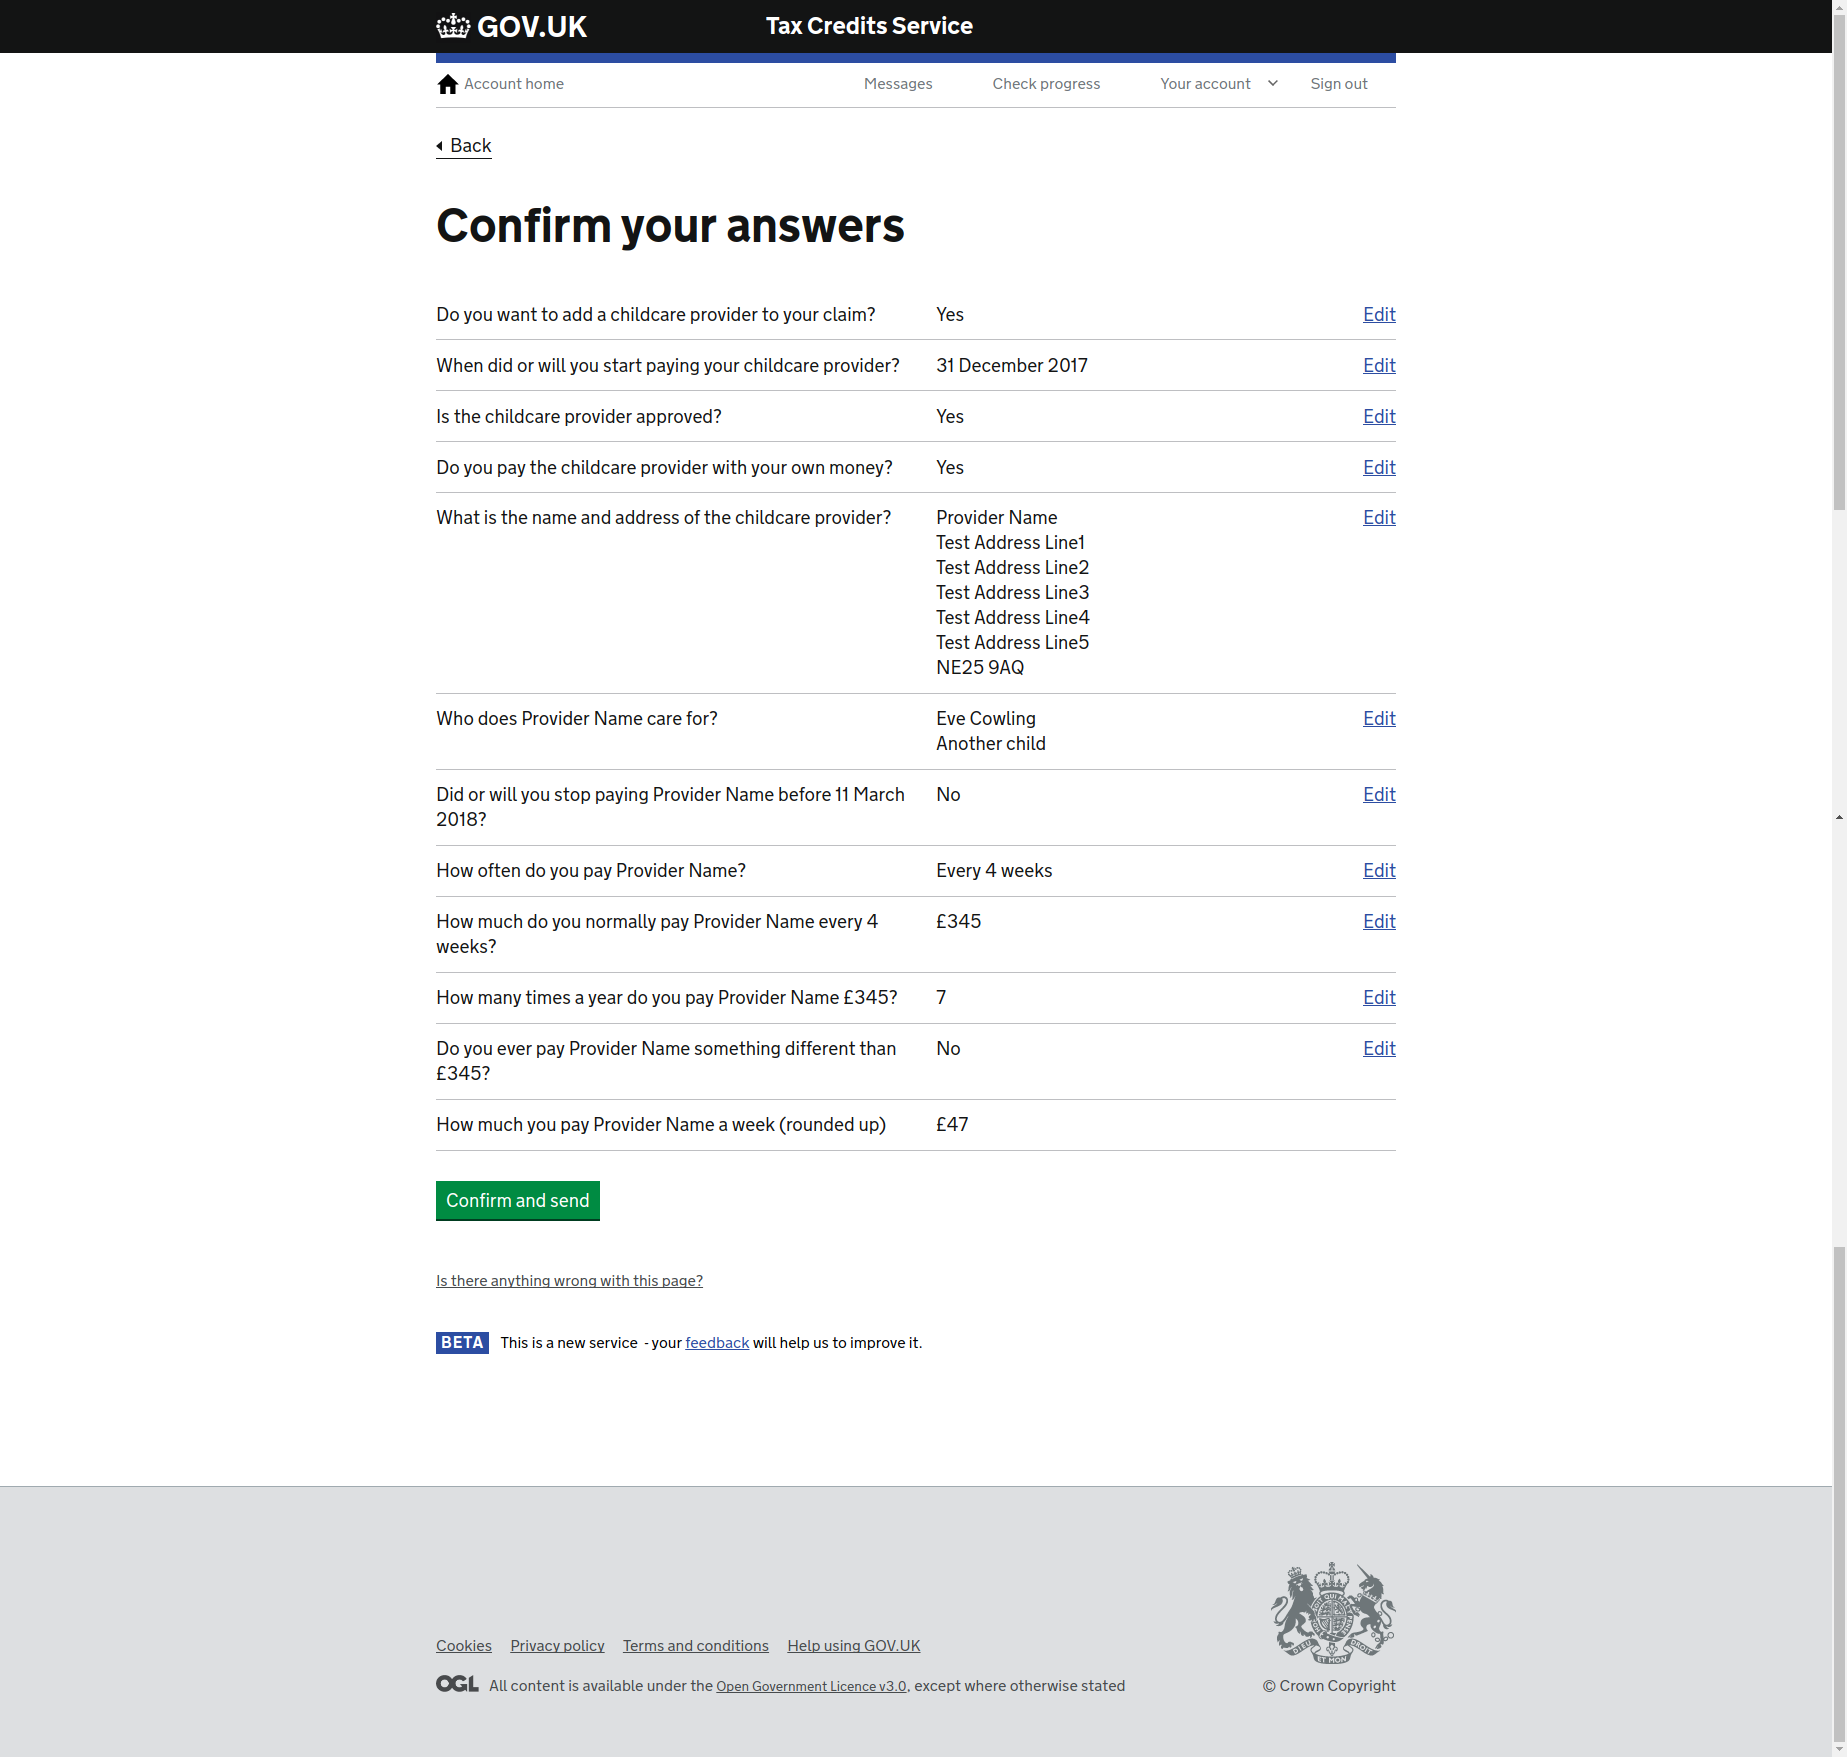 GOV.UK
Tax Credits Service
Account home
Messages
Check progress
Your account
Sign out
Back
Confirm your answers
Do you want to add a childcare provider to your claim? Yes Edit
When did or will you start paying your childcare provider? 31 December 2017 Edit
Is the childcare provider approved? Yes Edit
Do you pay the childcare provider with your own money? Yes Edit
What is the name and address of the childcare provider? Provider Name Edit
Test Address Line1
Test Address Line2
Test Address Line3
Test Address Line4
Test Address Line5
NE25 9AQ
Who does Provider Name care for? Eve Cowling Edit
Another child
Did or will you stop paying Provider Name before 11 March No Edit
2018?
How often do you pay Provider Name? Every 4 weeks Edit
How much do you normally pay Provider Name every 4 £345 Edit
weeks?
How many times a year do you pay Provider Name £345? 7 Edit
Do you ever pay Provider Name something different than No Edit
£345?
How much you pay Provider Name a week (rounded up) £47
Confirm and send
Is there anything wrong with this page?
BETA This is a new service - your feedback will help us to improve it.
Cookies Privacy policy Terms and conditions Help using GOV.UK
OGL All content is available under the Open Government Licence v3.0, except where otherwise stated
DIEU ET MON DROIT
© Crown Copyright